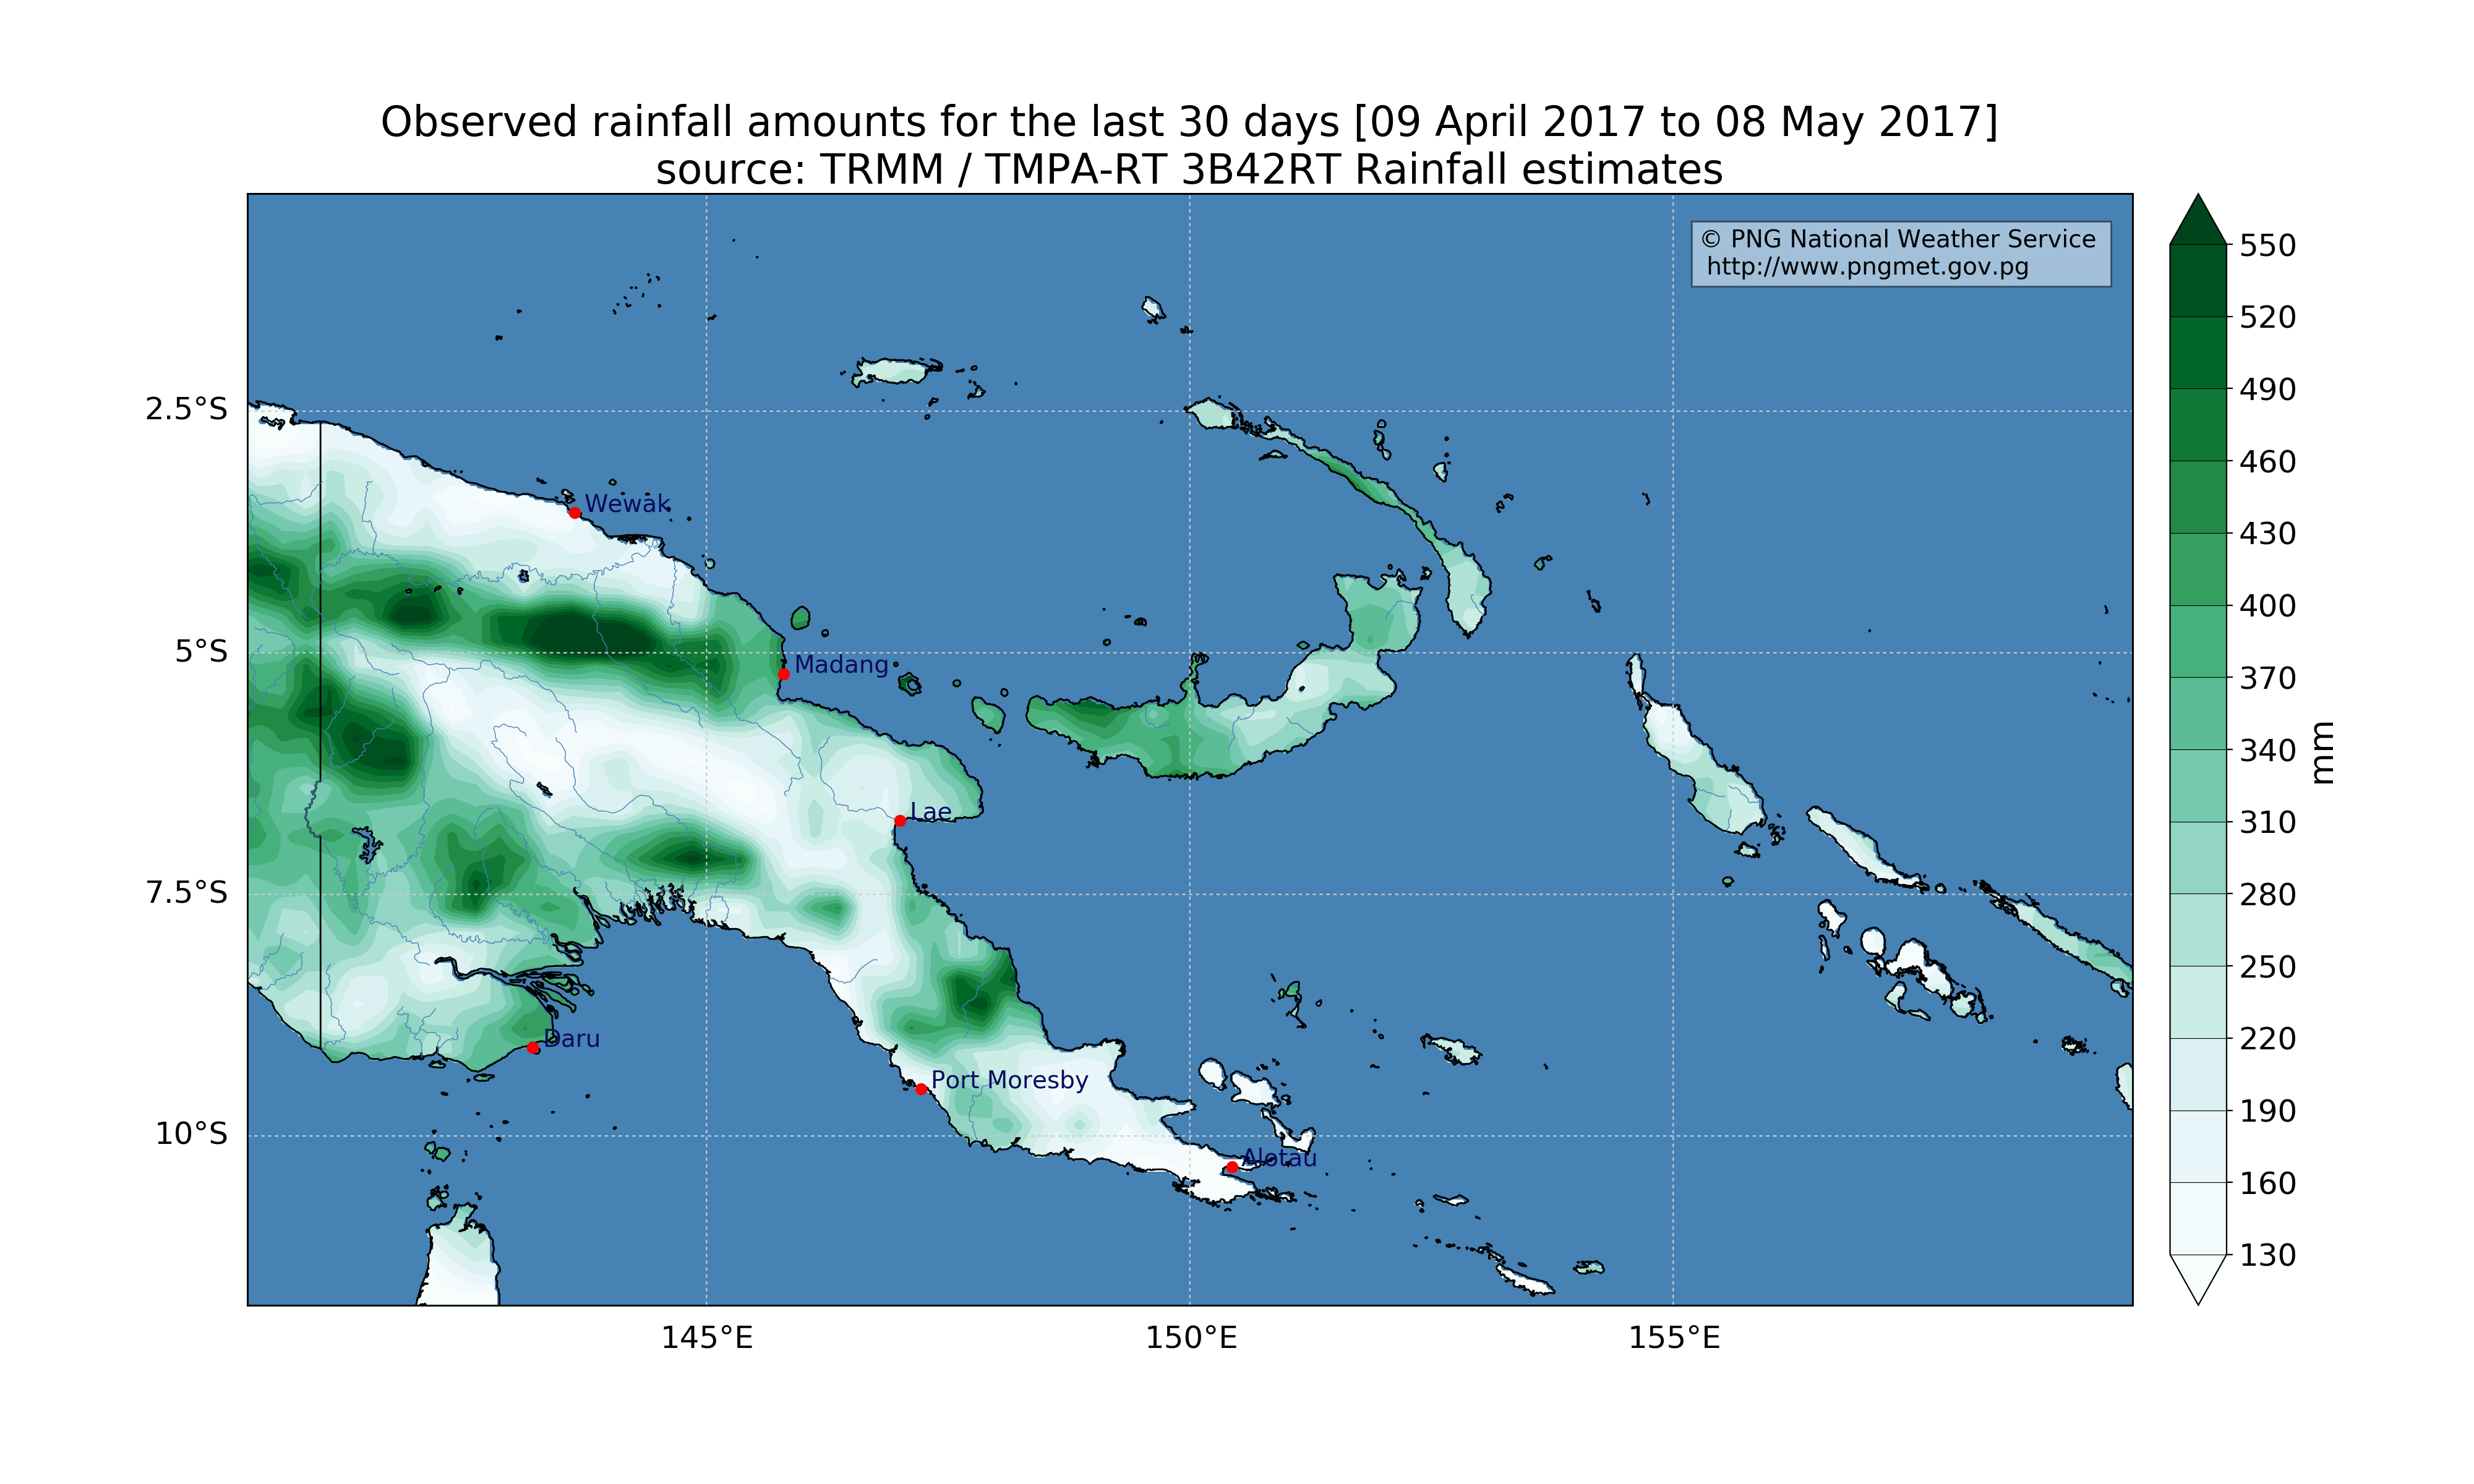 Observed rainfall amounts for the last 30 days [09 April 2017 to 08 May 2017]
source: TRMM / TMPA-RT 3B42RT Rainfall estimates
© PNG National Weather Service
http://www.pngmet.gov.pg
2.5°S
5°S
7.5°S
10°S
145°E
150°E
155°E
Wewak
Madang
Lae
Daru
Port Moresby
Alotau
550
520
490
460
430
400
370
340
310
280
250
220
190
160
130
mm